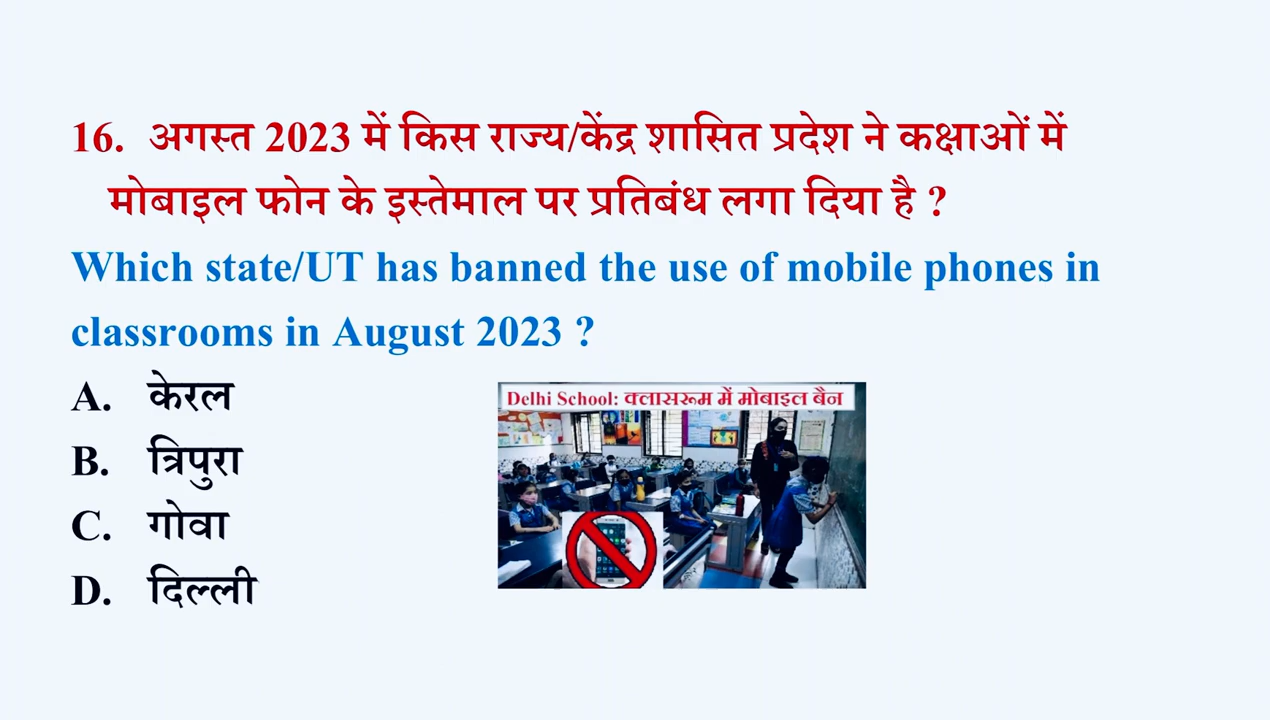 16. अगस्त 2023 में किस राज्य/केंद्र शासित प्रदेश ने कक्षाओं में
मोबाइल फोन के इस्तेमाल पर प्रतिबंध लगा दिया है ?
Which state/UT has banned the use of mobile phones in
classrooms in August 2023 ?
A. केरल
B. त्रिपुरा
C. गोवा
D. दिल्ली
Delhi School: क्लासरूम में मोबाइल बैन